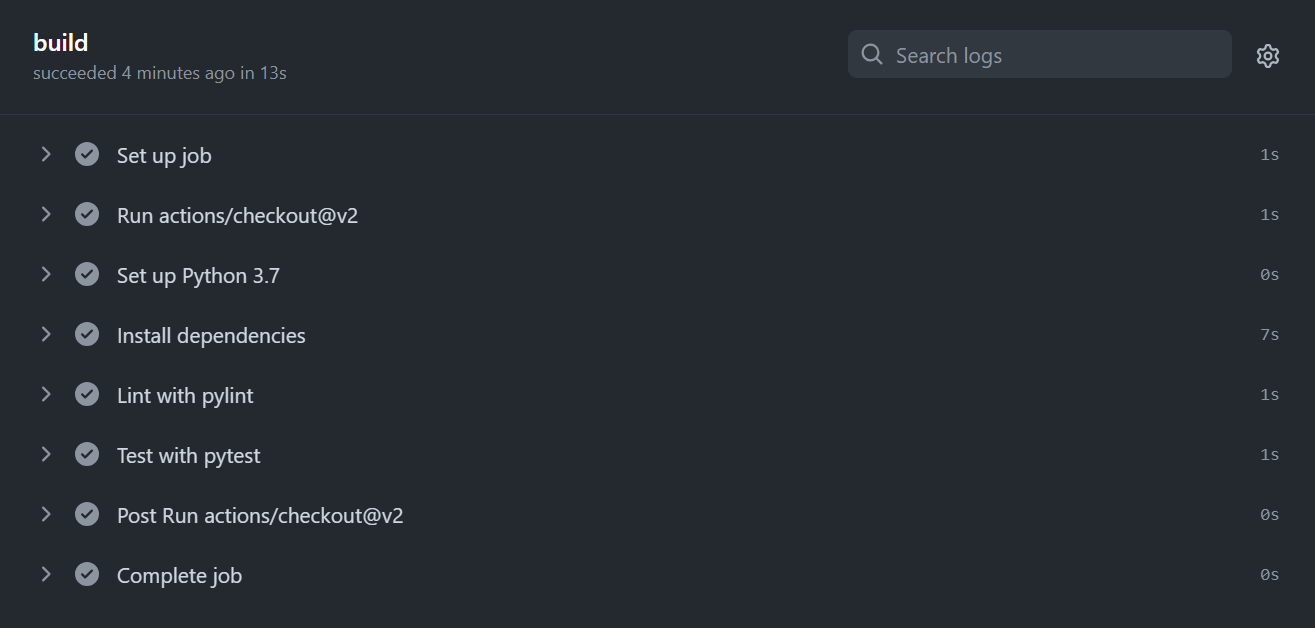 build
succeeded 4 minutes ago in 13s
Search logs
Set up job 1s
Run actions/checkout@v2 1s
Set up Python 3.7 0s
Install dependencies 7s
Lint with pylint 1s
Test with pytest 1s
Post Run actions/checkout@v2 0s
Complete job 0s